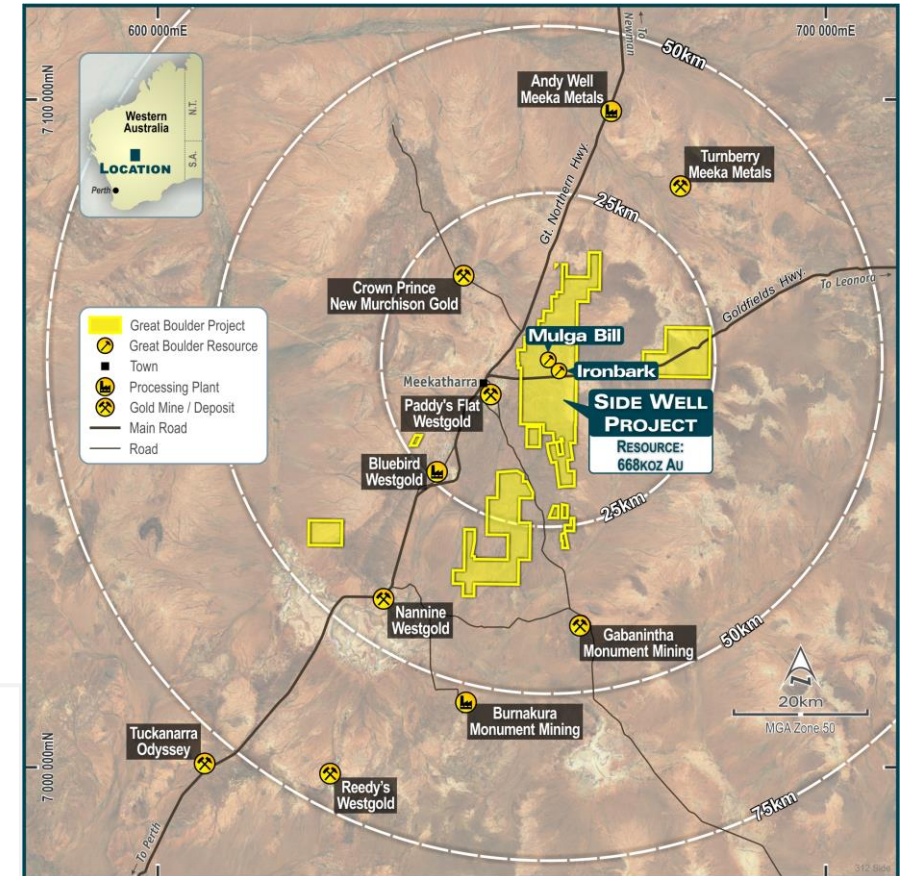 600 000mE
700 000mE
7 100 000mN
7 000 000mN
Western
Australia
LOCATION
Perth
N.T.
S.A.
To
Newman
50km
Andy Well
Meeka Metals
Turnberry
Meeka Metals
25km
Gt. Northern Hwy.
Crown Prince
New Murchison Gold
Goldfields Hwy.
To Leonora
Great Boulder Project
Great Boulder Resource
Town
Processing Plant
Gold Mine / Deposit
Main Road
Road
Mulga Bill
Ironbark
Meekatharra
Paddy's Flat
Westgold
SIDE WELL
PROJECT
RESOURCE:
668KOZ AU
Bluebird
Westgold
25km
Nannine
Westgold
Gabanintha
Monument Mining
50km
N
20km
MGA Zone 50
Burnakura
Monument Mining
Tuckanarra
Odyssey
Reedy's
Westgold
75km
To Perth